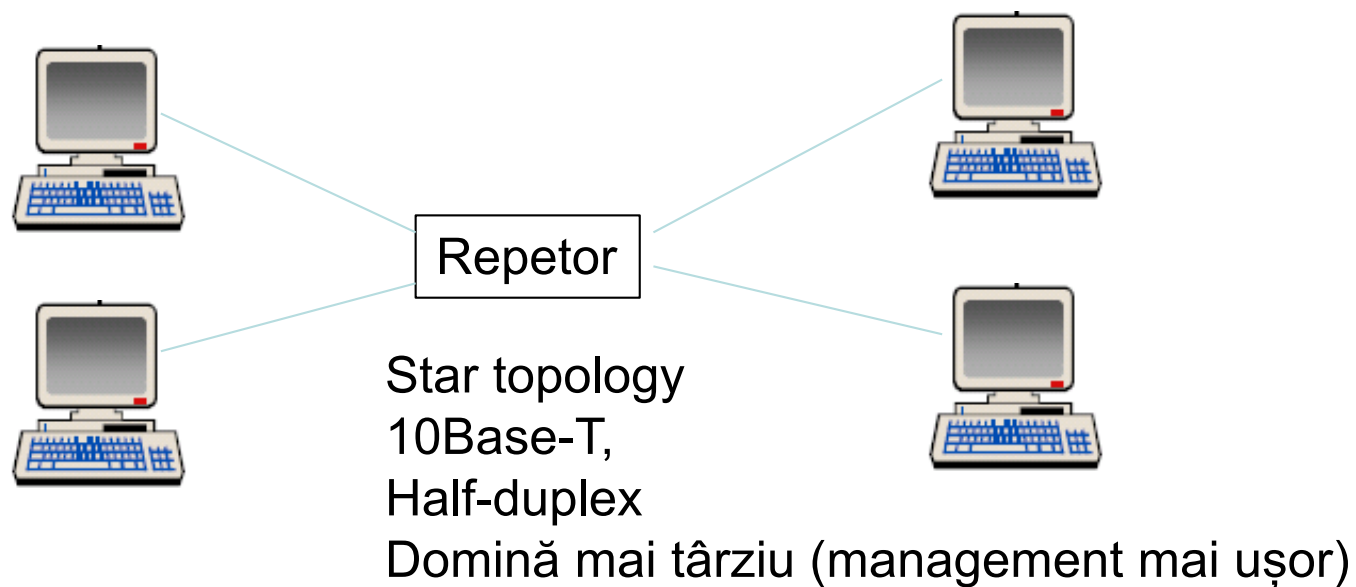 Repetor
Star topology
10Base-T,
Half-duplex
Domină mai târziu (management mai ușor)